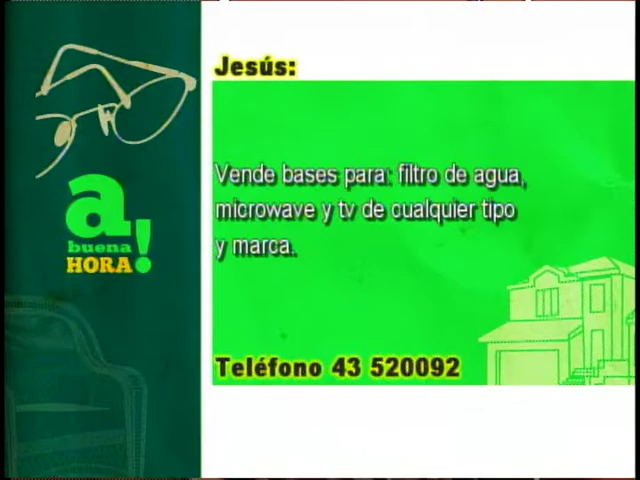 Jesús:
Vende bases para: filtro de agua,
microwave y tv de cualquier tipo
y marca.
Teléfono 43 520092
a
buena
HORA!